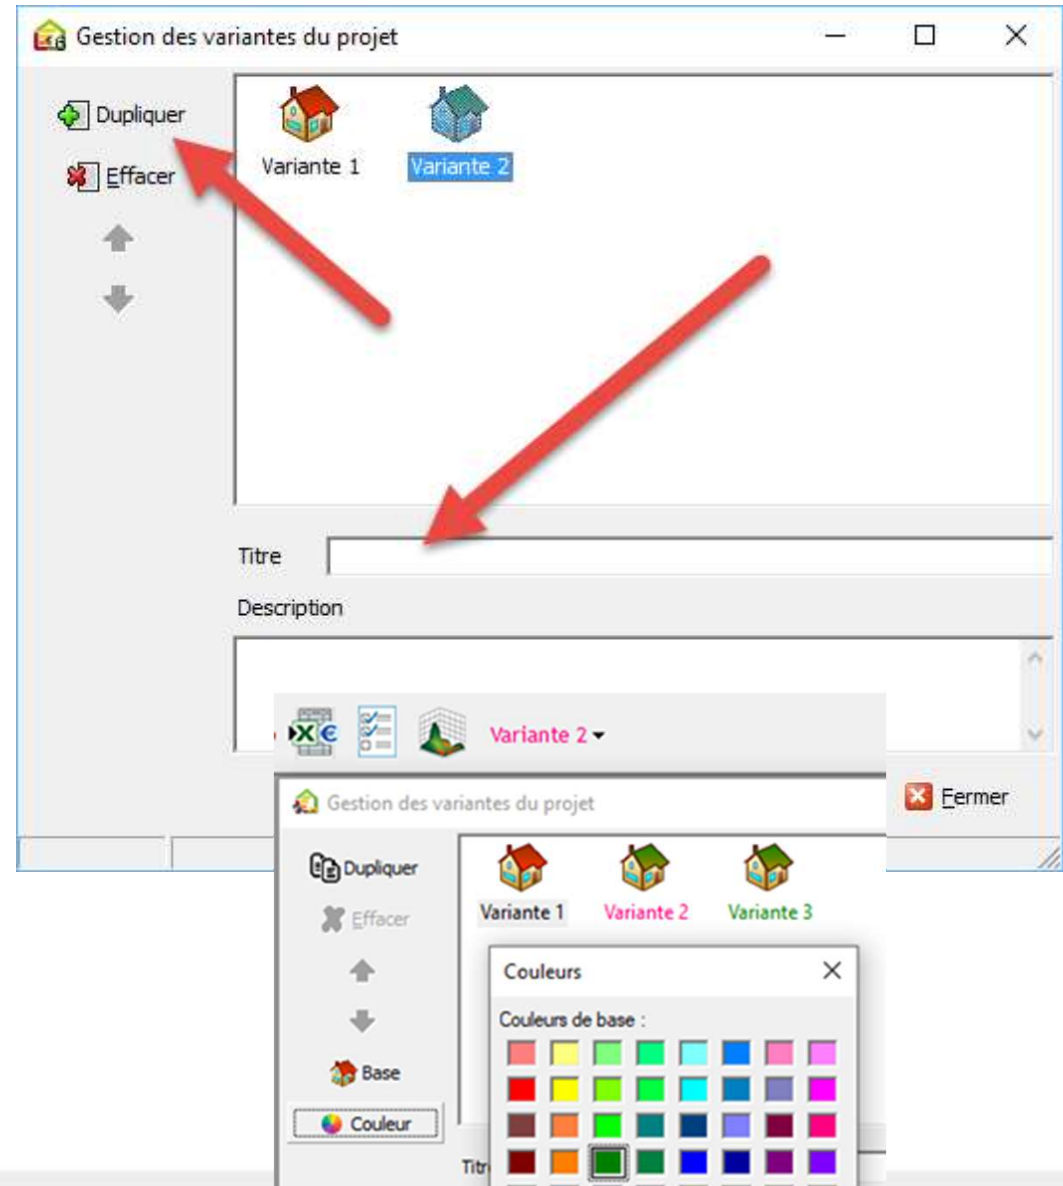 Gestion des variantes du projet
Dupliquer
Effacer
Variante 1
Variante 2
Titre
Description
Fermer
Variante 2
Gestion des variantes du projet
Dupliquer
Effacer
Base
Couleur
Variante 1
Variante 2
Variante 3
Couleurs
Couleurs de base :
Titr